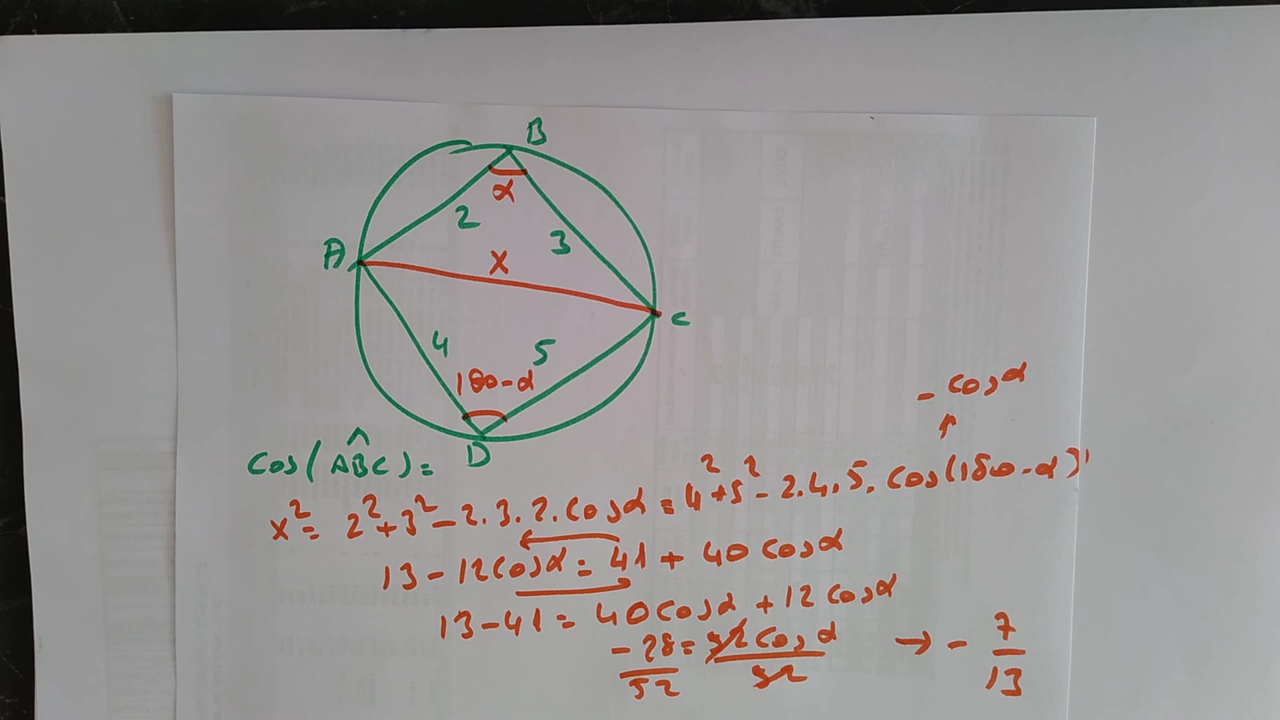 B
α
2
3
A
x
C
4
5
180-α
D
- cosα
cos(AB̂C)=
x²= 2²+3²-2.3.2.cosα = 4²+5²-2.4.5.cos(180-α)
13-12cosα = 41 + 40cosα
13-41 = 40cosα +12cosα
-28/52 = 52cosα/52 → -7/13